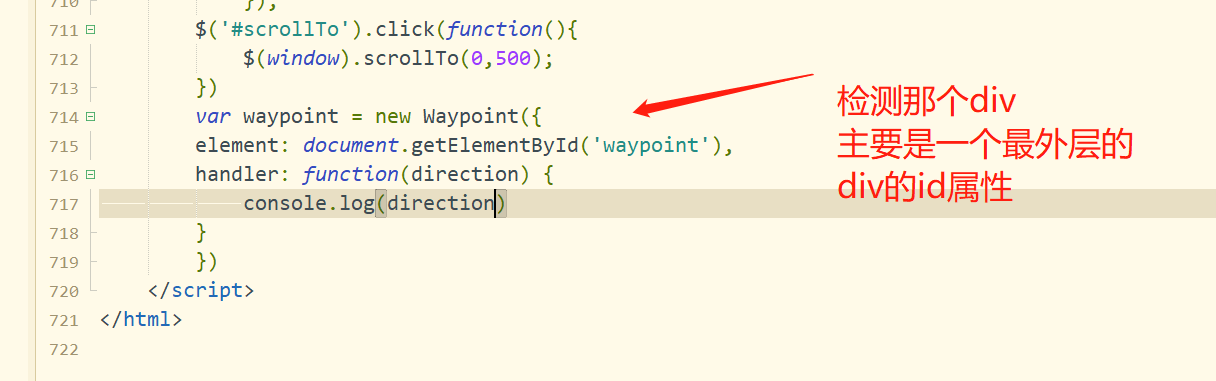 710 });
711 $('#scrollTo').click(function(){
712 $(window).scrollTo(0,500);
713 })
714 var waypoint = new Waypoint({
715 element: document.getElementById('waypoint'),
716 handler: function(direction) {
717 console.log(direction)
718 }
719 })
720 </script>
721 </html>
722
检测那个div
主要是一个最外层的
div的id属性